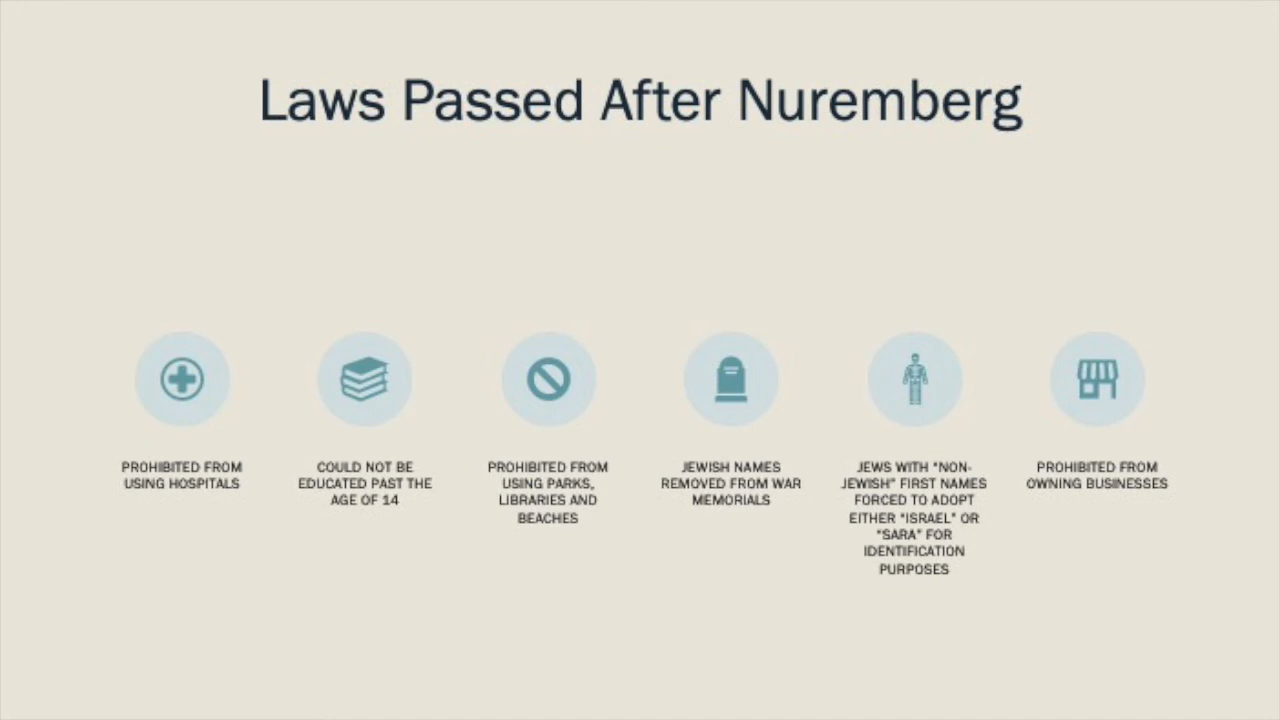 Laws Passed After Nuremberg
PROHIBITED FROM
USING HOSPITALS
COULD NOT BE
EDUCATED PAST THE
AGE OF 14
PROHIBITED FROM
USING PARKS,
LIBRARIES AND
BEACHES
JEWISH NAMES
REMOVED FROM WAR
MEMORIALS
JEWS WITH "NON-
JEWISH" FIRST NAMES
FORCED TO ADOPT
EITHER "ISRAEL" OR
"SARA" FOR
IDENTIFICATION
PURPOSES
PROHIBITED FROM
OWNING BUSINESSES